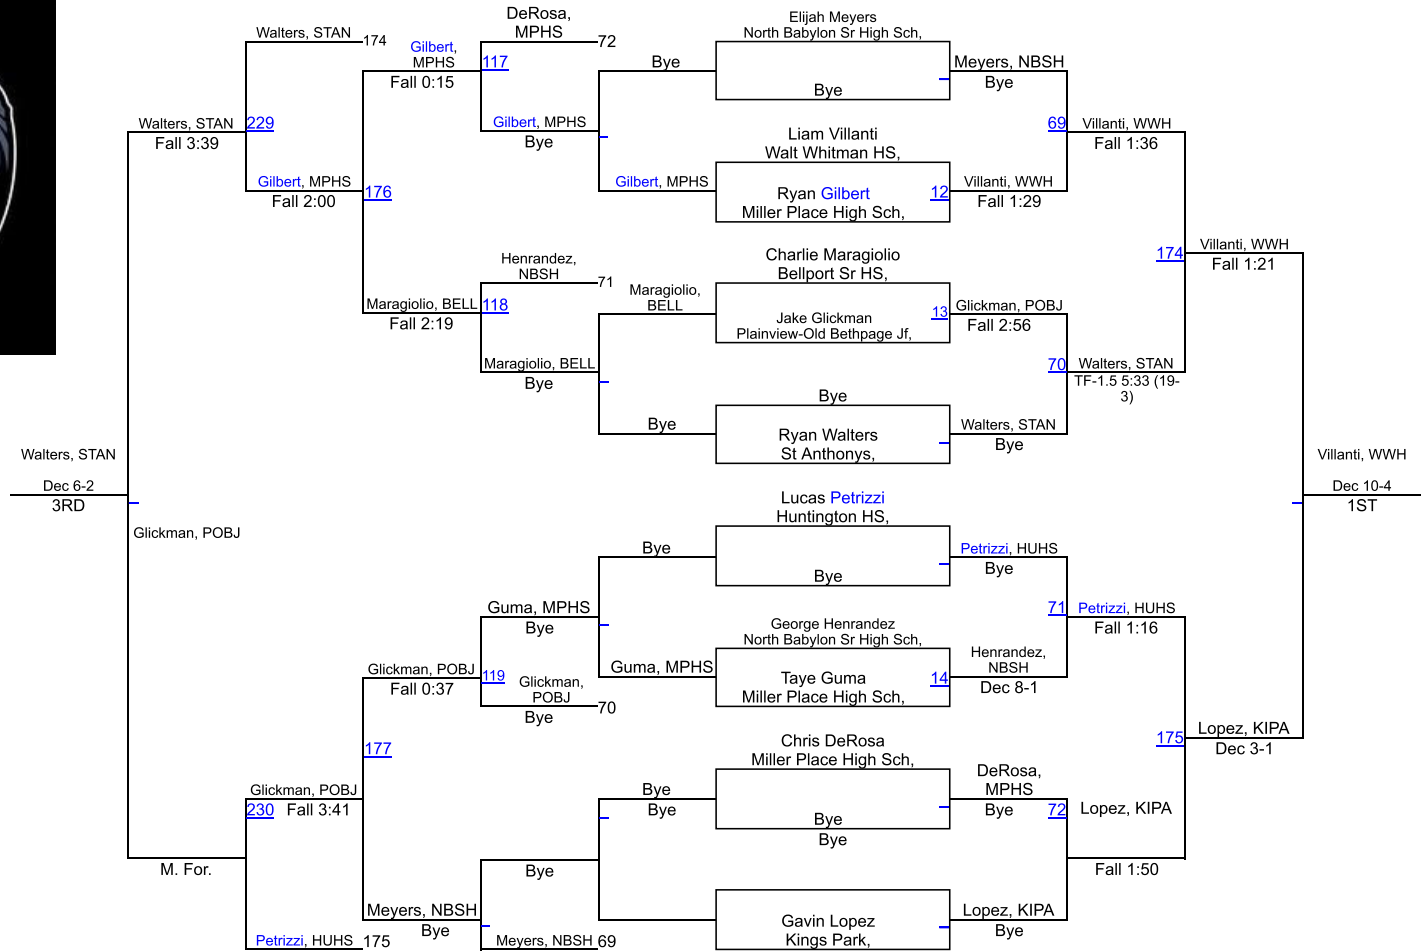 Elijah Meyers
North Babylon Sr High Sch,
Bye
Bye
Meyers, NBSH
Bye
Liam Villanti
Walt Whitman HS,
Gilbert, MPHS
Ryan Gilbert
Miller Place High Sch,
12
Villanti, WWH
Fall 1:29
69
Villanti, WWH
Fall 1:36
Charlie Maragiolio
Bellport Sr HS,
Maragiolio,
BELL
Jake Glickman
Plainview-Old Bethpage Jf,
13
Glickman, POBJ
Fall 2:56
Bye
Bye
Ryan Walters
St Anthonys,
Walters, STAN
Bye
70
Walters, STAN
TF-1.5 5:33 (19-
3)
174
Villanti, WWH
Fall 1:21
Lucas Petrizzi
Huntington HS,
Bye
Bye
Petrizzi, HUHS
Bye
George Henrandez
North Babylon Sr High Sch,
Guma, MPHS
Taye Guma
Miller Place High Sch,
14
Henrandez,
NBSH
Dec 8-1
71
Petrizzi, HUHS
Fall 1:16
Chris DeRosa
Miller Place High Sch,
Bye
Bye
Bye
Bye
DeRosa,
MPHS
Bye
Gavin Lopez
Kings Park,
Lopez, KIPA
Bye
72
Lopez, KIPA
Fall 1:50
175
Lopez, KIPA
Dec 3-1
Villanti, WWH
Dec 10-4
1ST
DeRosa,
MPHS
72
Gilbert, MPHS
Bye
117
Gilbert,
MPHS
Fall 0:15
Henrandez,
NBSH
71
Maragiolio, BELL
Bye
118
Maragiolio, BELL
Fall 2:19
176
Gilbert, MPHS
Fall 2:00
Walters, STAN
174
229
Walters, STAN
Fall 3:39
Guma, MPHS
Bye
Glickman,
POBJ
70
Bye
119
Glickman, POBJ
Fall 0:37
Bye
Meyers, NBSH
69
Meyers, NBSH
Bye
177
Glickman, POBJ
Fall 3:41
230
Petrizzi, HUHS
175
M. For.
Glickman, POBJ
Walters, STAN
Dec 6-2
3RD